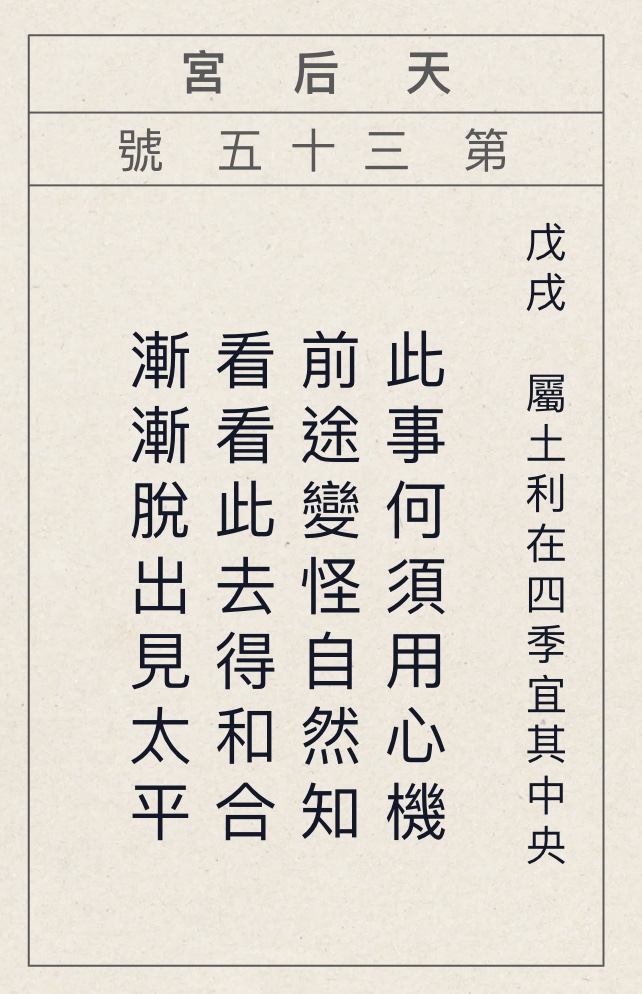 天后宮
第三十五號
戊戌　屬土利在四季宜其中央
此事何須用心機
前途變怪自然知
看看此去得和合
漸漸脫出見太平